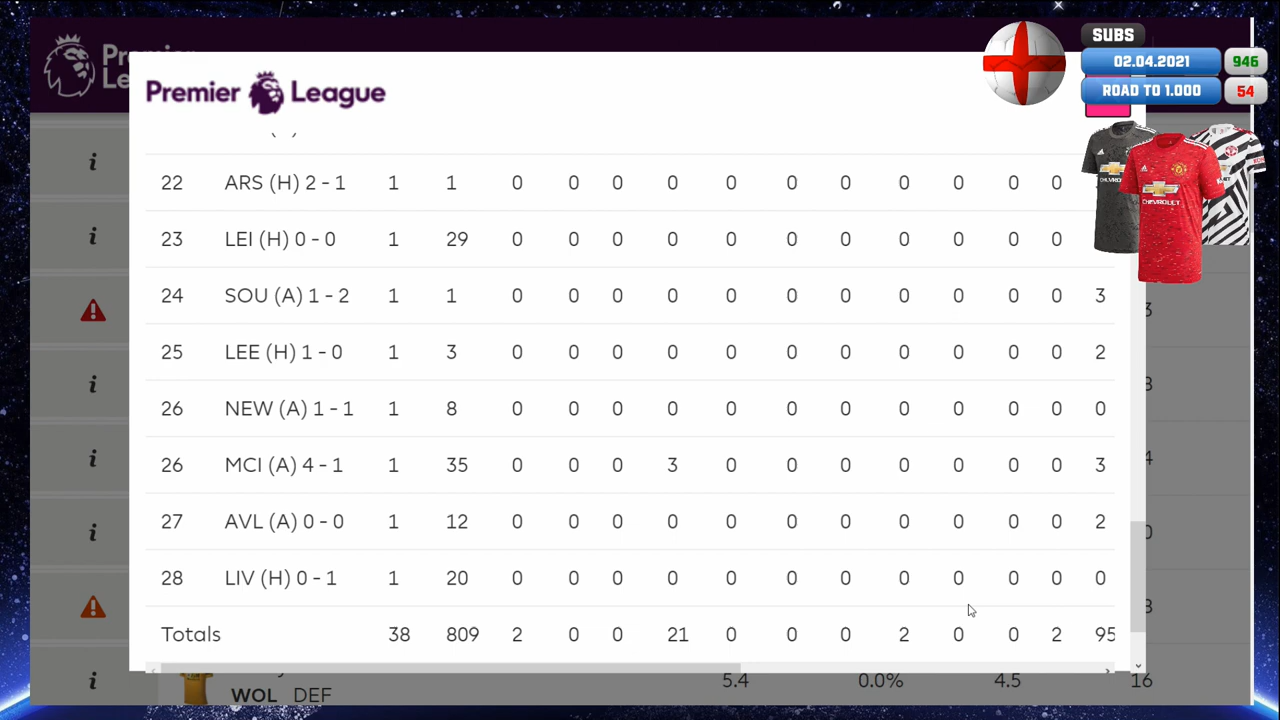 SUBS
02.04.2021 946
ROAD TO 1.000 54
Premier League
22 ARS (H) 2 - 1 1 1 0 0 0 0 0 0 0 0 0 0 0
23 LEI (H) 0 - 0 1 29 0 0 0 0 0 0 0 0 0 0 0
24 SOU (A) 1 - 2 1 1 0 0 0 0 0 0 0 0 0 0 0 3
25 LEE (H) 1 - 0 1 3 0 0 0 0 0 0 0 0 0 0 0 2
26 NEW (A) 1 - 1 1 8 0 0 0 0 0 0 0 0 0 0 0 0
26 MCI (A) 4 - 1 1 35 0 0 0 3 0 0 0 0 0 0 0 3
27 AVL (A) 0 - 0 1 12 0 0 0 0 0 0 0 0 0 0 0 2
28 LIV (H) 0 - 1 1 20 0 0 0 0 0 0 0 0 0 0 0 0
Totals 38 809 2 0 0 21 0 0 0 2 0 0 2 95
WOL DEF 5.4 0.0% 4.5 16
CHEVROLET